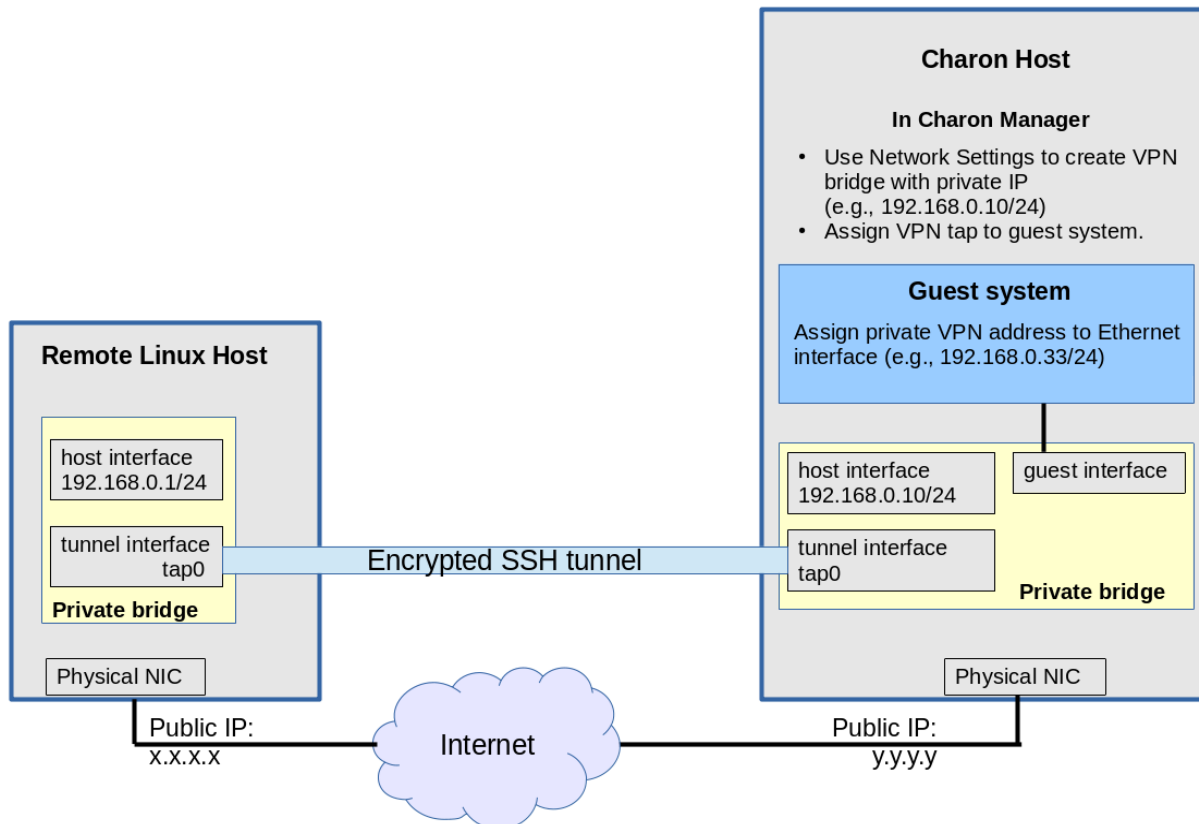 Charon Host
In Charon Manager
• Use Network Settings to create VPN
bridge with private IP
(e.g., 192.168.0.10/24)
• Assign VPN tap to guest system.
Guest system
Assign private VPN address to Ethernet
interface (e.g., 192.168.0.33/24)
Remote Linux Host
host interface
192.168.0.1/24
tunnel interface
tap0
Private bridge
Encrypted SSH tunnel
host interface
192.168.0.10/24
guest interface
tunnel interface
tap0
Private bridge
Physical NIC
Physical NIC
Public IP:
x.x.x.x
Internet
Public IP:
y.y.y.y